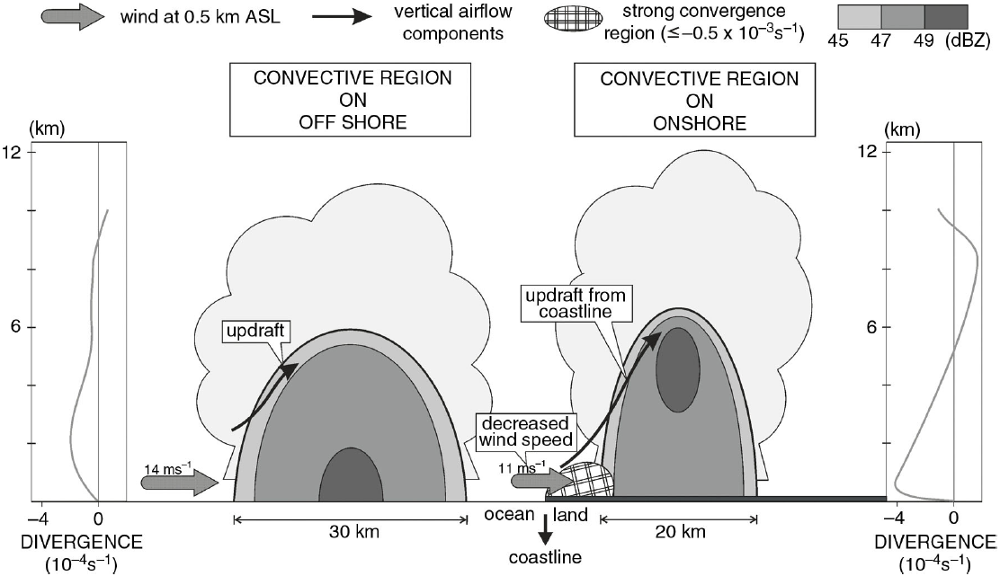 wind at 0.5 km ASL
vertical airflow
components
strong convergence
region (≤−0.5 x 10⁻³s⁻¹)
45 47 49 (dBZ)
CONVECTIVE REGION
ON
OFF SHORE
CONVECTIVE REGION
ON
ONSHORE
(km)
12
6
−4 0
DIVERGENCE
(10⁻⁴s⁻¹)
14 ms⁻¹
updraft
30 km
updraft from
coastline
decreased
wind speed
11 ms⁻¹
ocean land
coastline
20 km
(km)
12
6
−4 0
DIVERGENCE
(10⁻⁴s⁻¹)